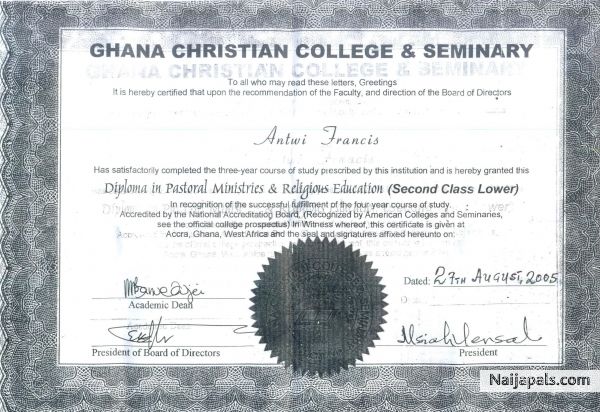 GHANA CHRISTIAN COLLEGE & SEMINARY
To all who may read these letters, Greetings
It is hereby certified that upon the recommendation of the Faculty, and direction of the Board of Directors
Antwi Francis
Has satisfactorily completed the three-year course of study prescribed by this institution and is hereby granted this
Diploma in Pastoral Ministries & Religious Education (Second Class Lower)
In recognition of the successful fulfilment of the four year course of study.
Accredited by the National Accreditation Board, (Recognized by American Colleges and Seminaries,
see the official college prospectus) In Witness whereof, this certificate is given at
Accra, Ghana, West Africa and the seal and signatures affixed hereunto on:
Dated: 27TH AUGUST, 2005
Academic Dean
President of Board of Directors
President
Naijapals.com